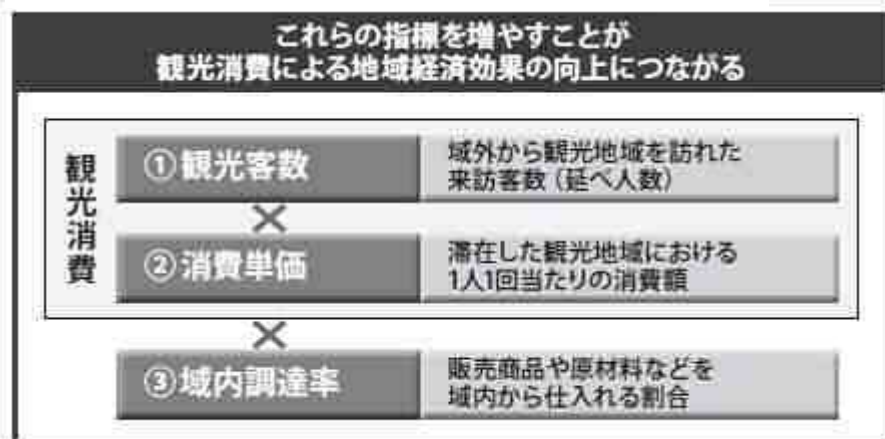 これらの指標を増やすことが
観光消費による地域経済効果の向上につながる
観光消費
①観光客数
域外から観光地域を訪れた
来訪客数(延べ人数)
×
②消費単価
滞在した観光地域における
1人1回当たりの消費額
×
③域内調達率
販売商品や原材料などを
域内から仕入れる割合